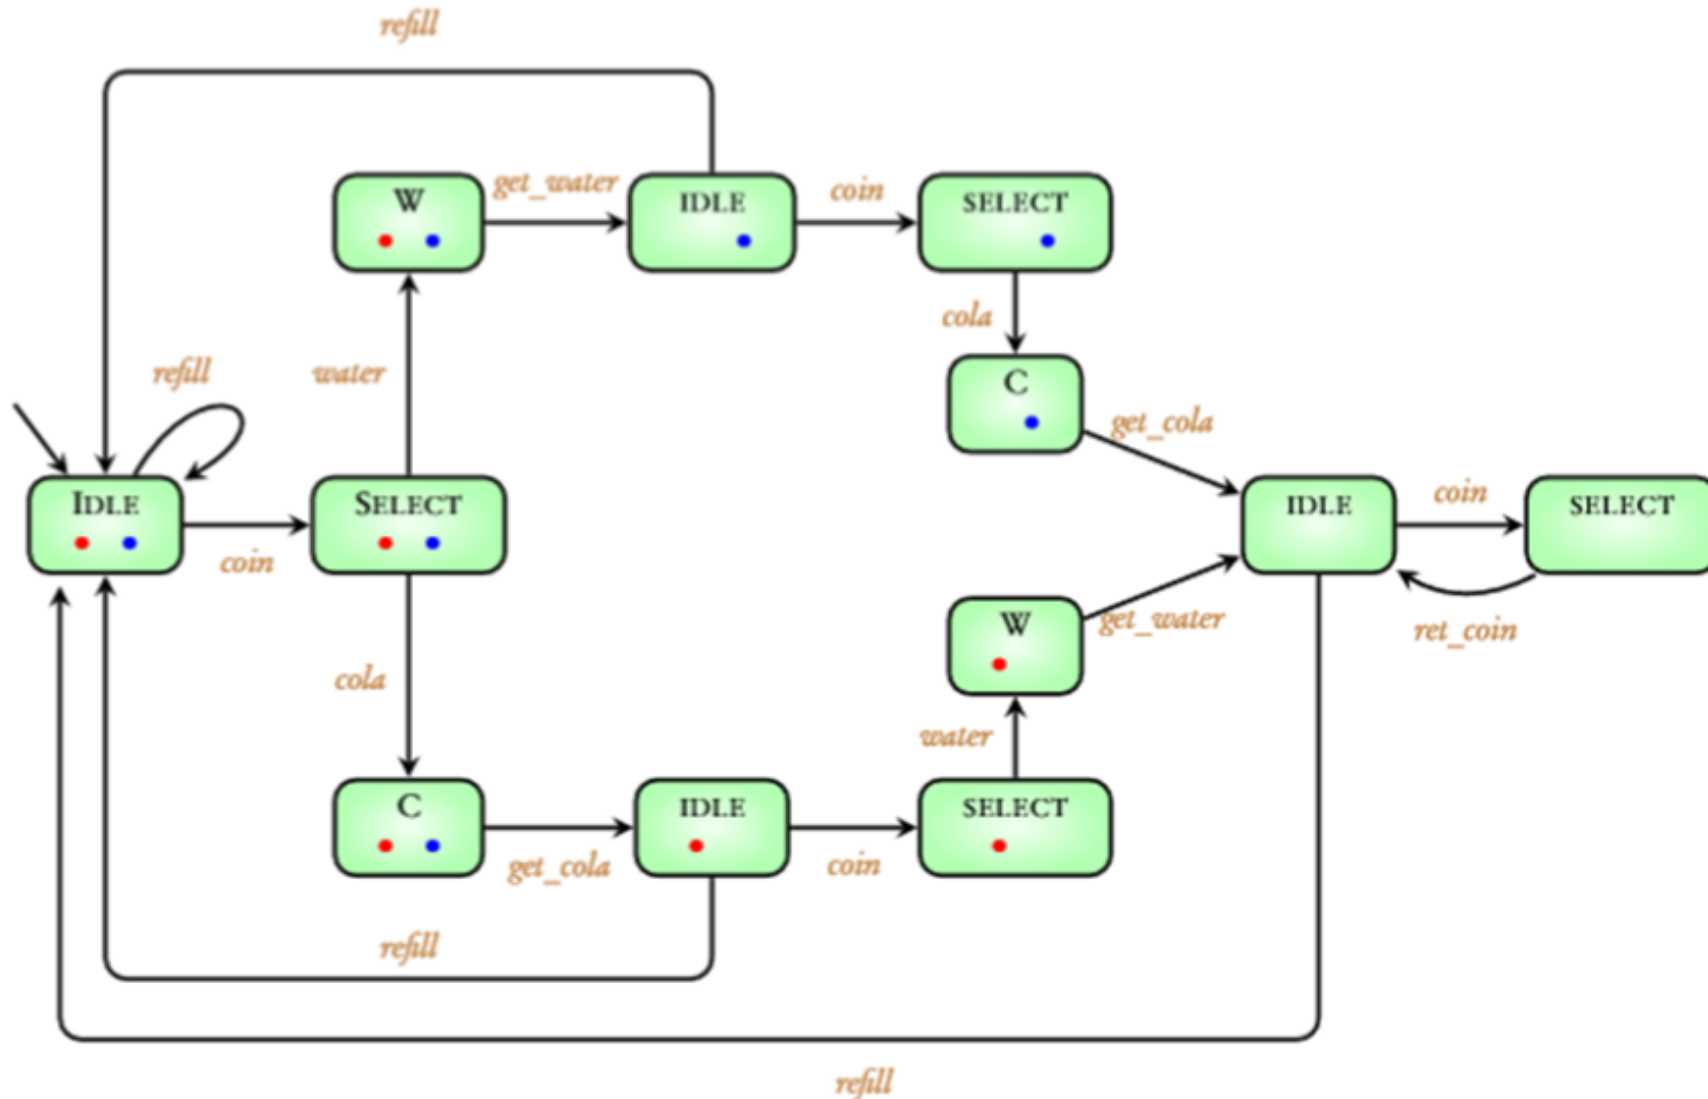 refill
W
get_water
IDLE
coin
SELECT
cola
C
get_cola
refill
water
IDLE
coin
SELECT
IDLE
coin
SELECT
ret_coin
W
get_water
cola
water
C
get_cola
IDLE
coin
SELECT
refill
refill